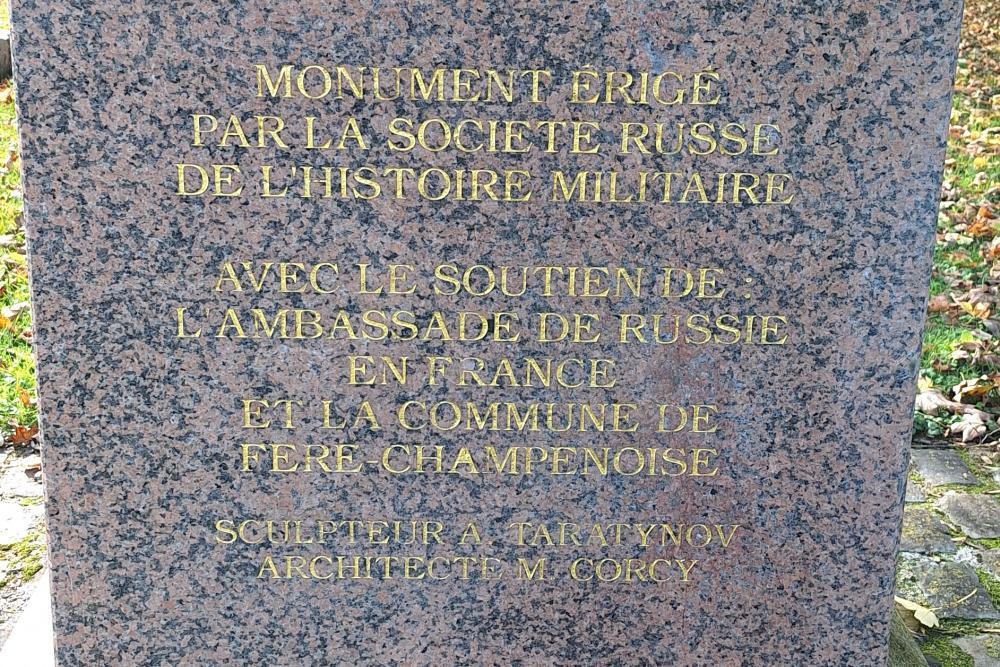 MONUMENT ÉRIGÉ
PAR LA SOCIETE RUSSE
DE L'HISTOIRE MILITAIRE
AVEC LE SOUTIEN DE :
L'AMBASSADE DE RUSSIE
EN FRANCE
ET LA COMMUNE DE
FERE-CHAMPENOISE
SCULPTEUR A. TARATYNOV
ARCHITECTE M. CORCY